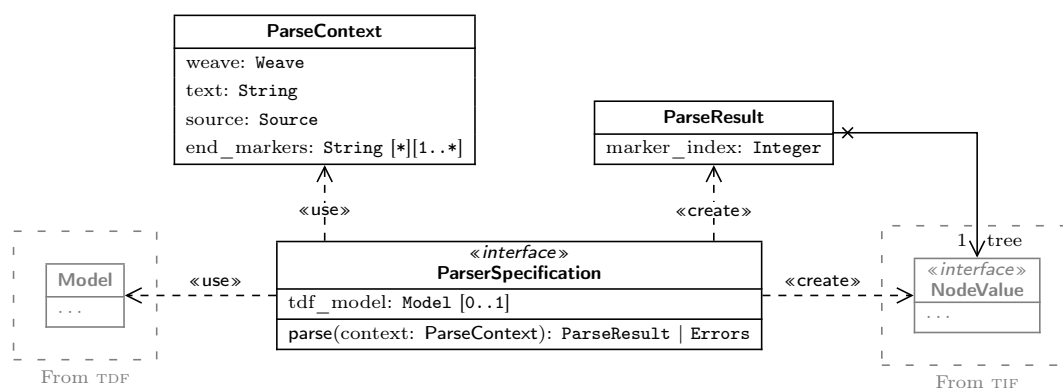 ParseContext
weave: Weave
text: String
source: Source
end_markers: String [*][1..*]
ParseResult
marker_index: Integer
«use»
«create»
1 tree
«interface»
ParserSpecification
tdf_model: Model [0..1]
parse(context: ParseContext): ParseResult | Errors
Model
. . .
«use»
«create»
«interface»
NodeValue
. . .
From TDF
From TIF